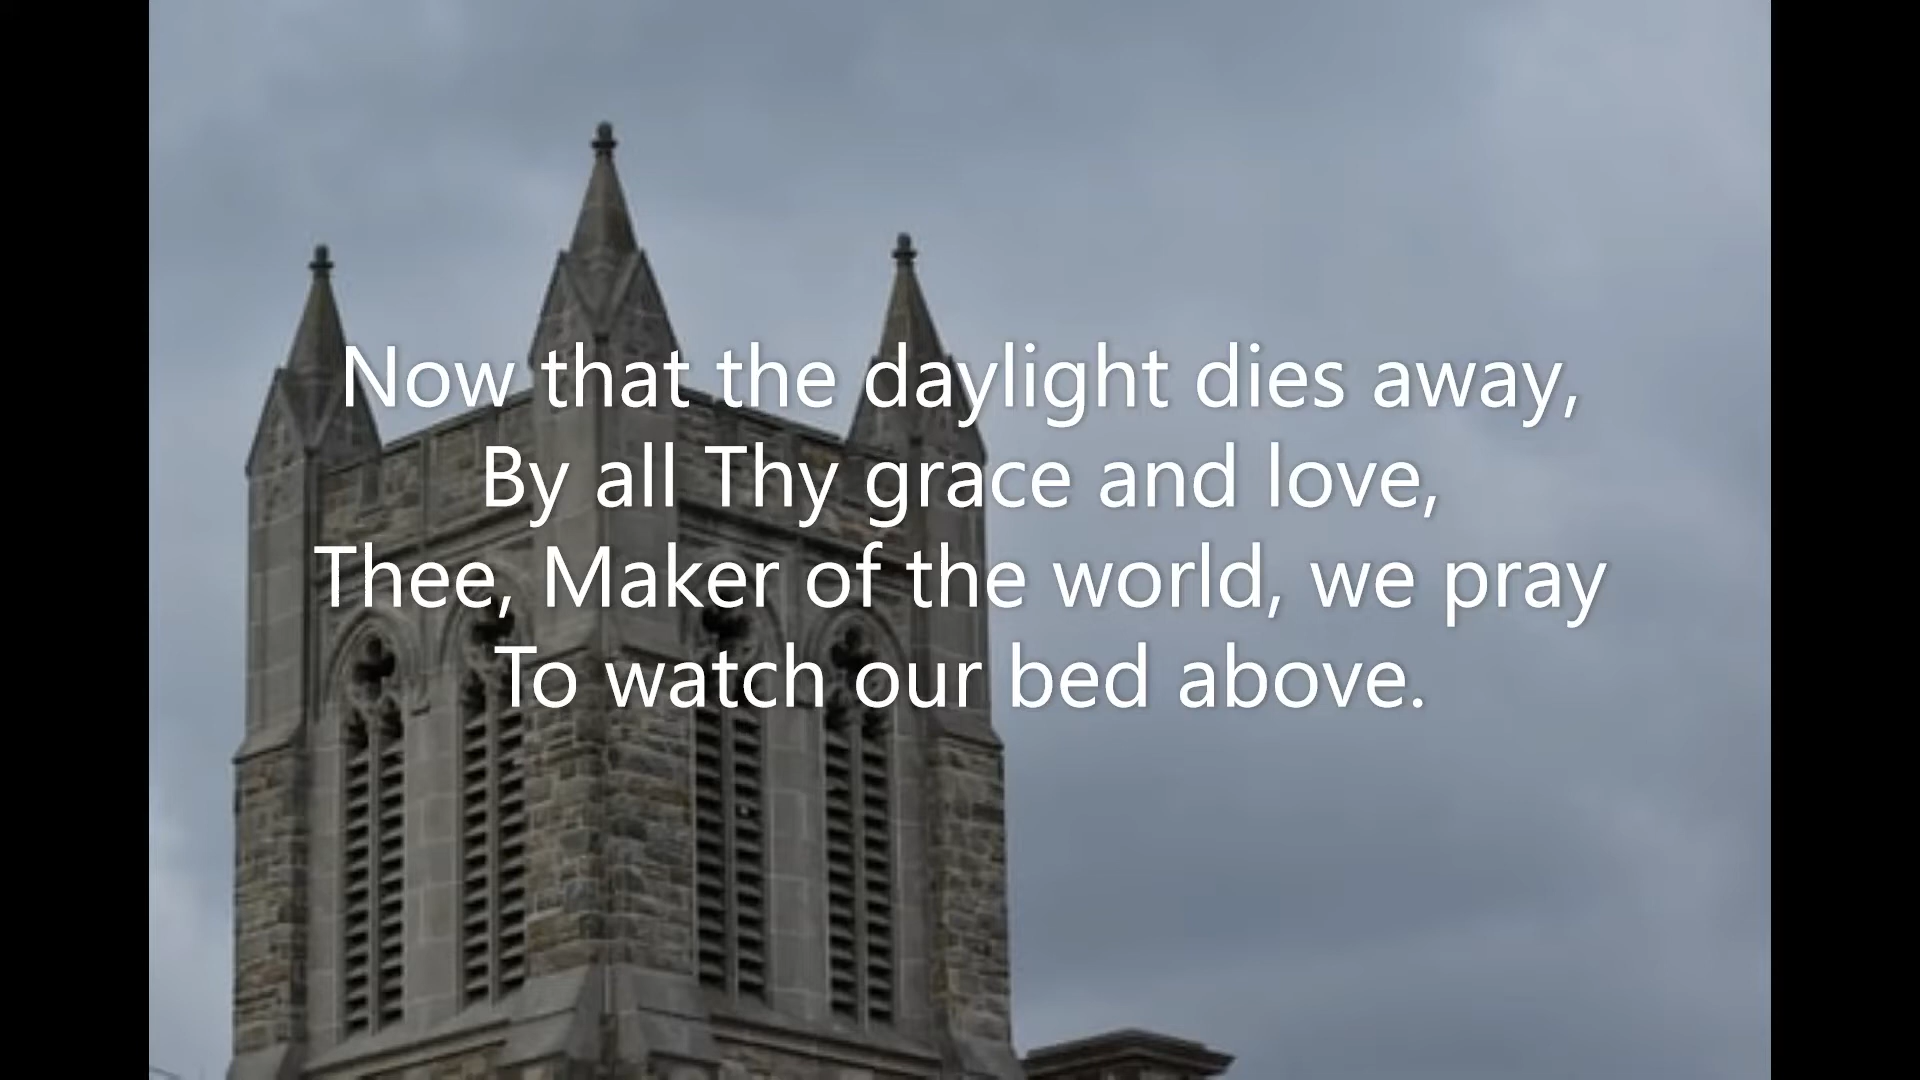 Now that the daylight dies away,
By all Thy grace and love,
Thee, Maker of the world, we pray
To watch our bed above.